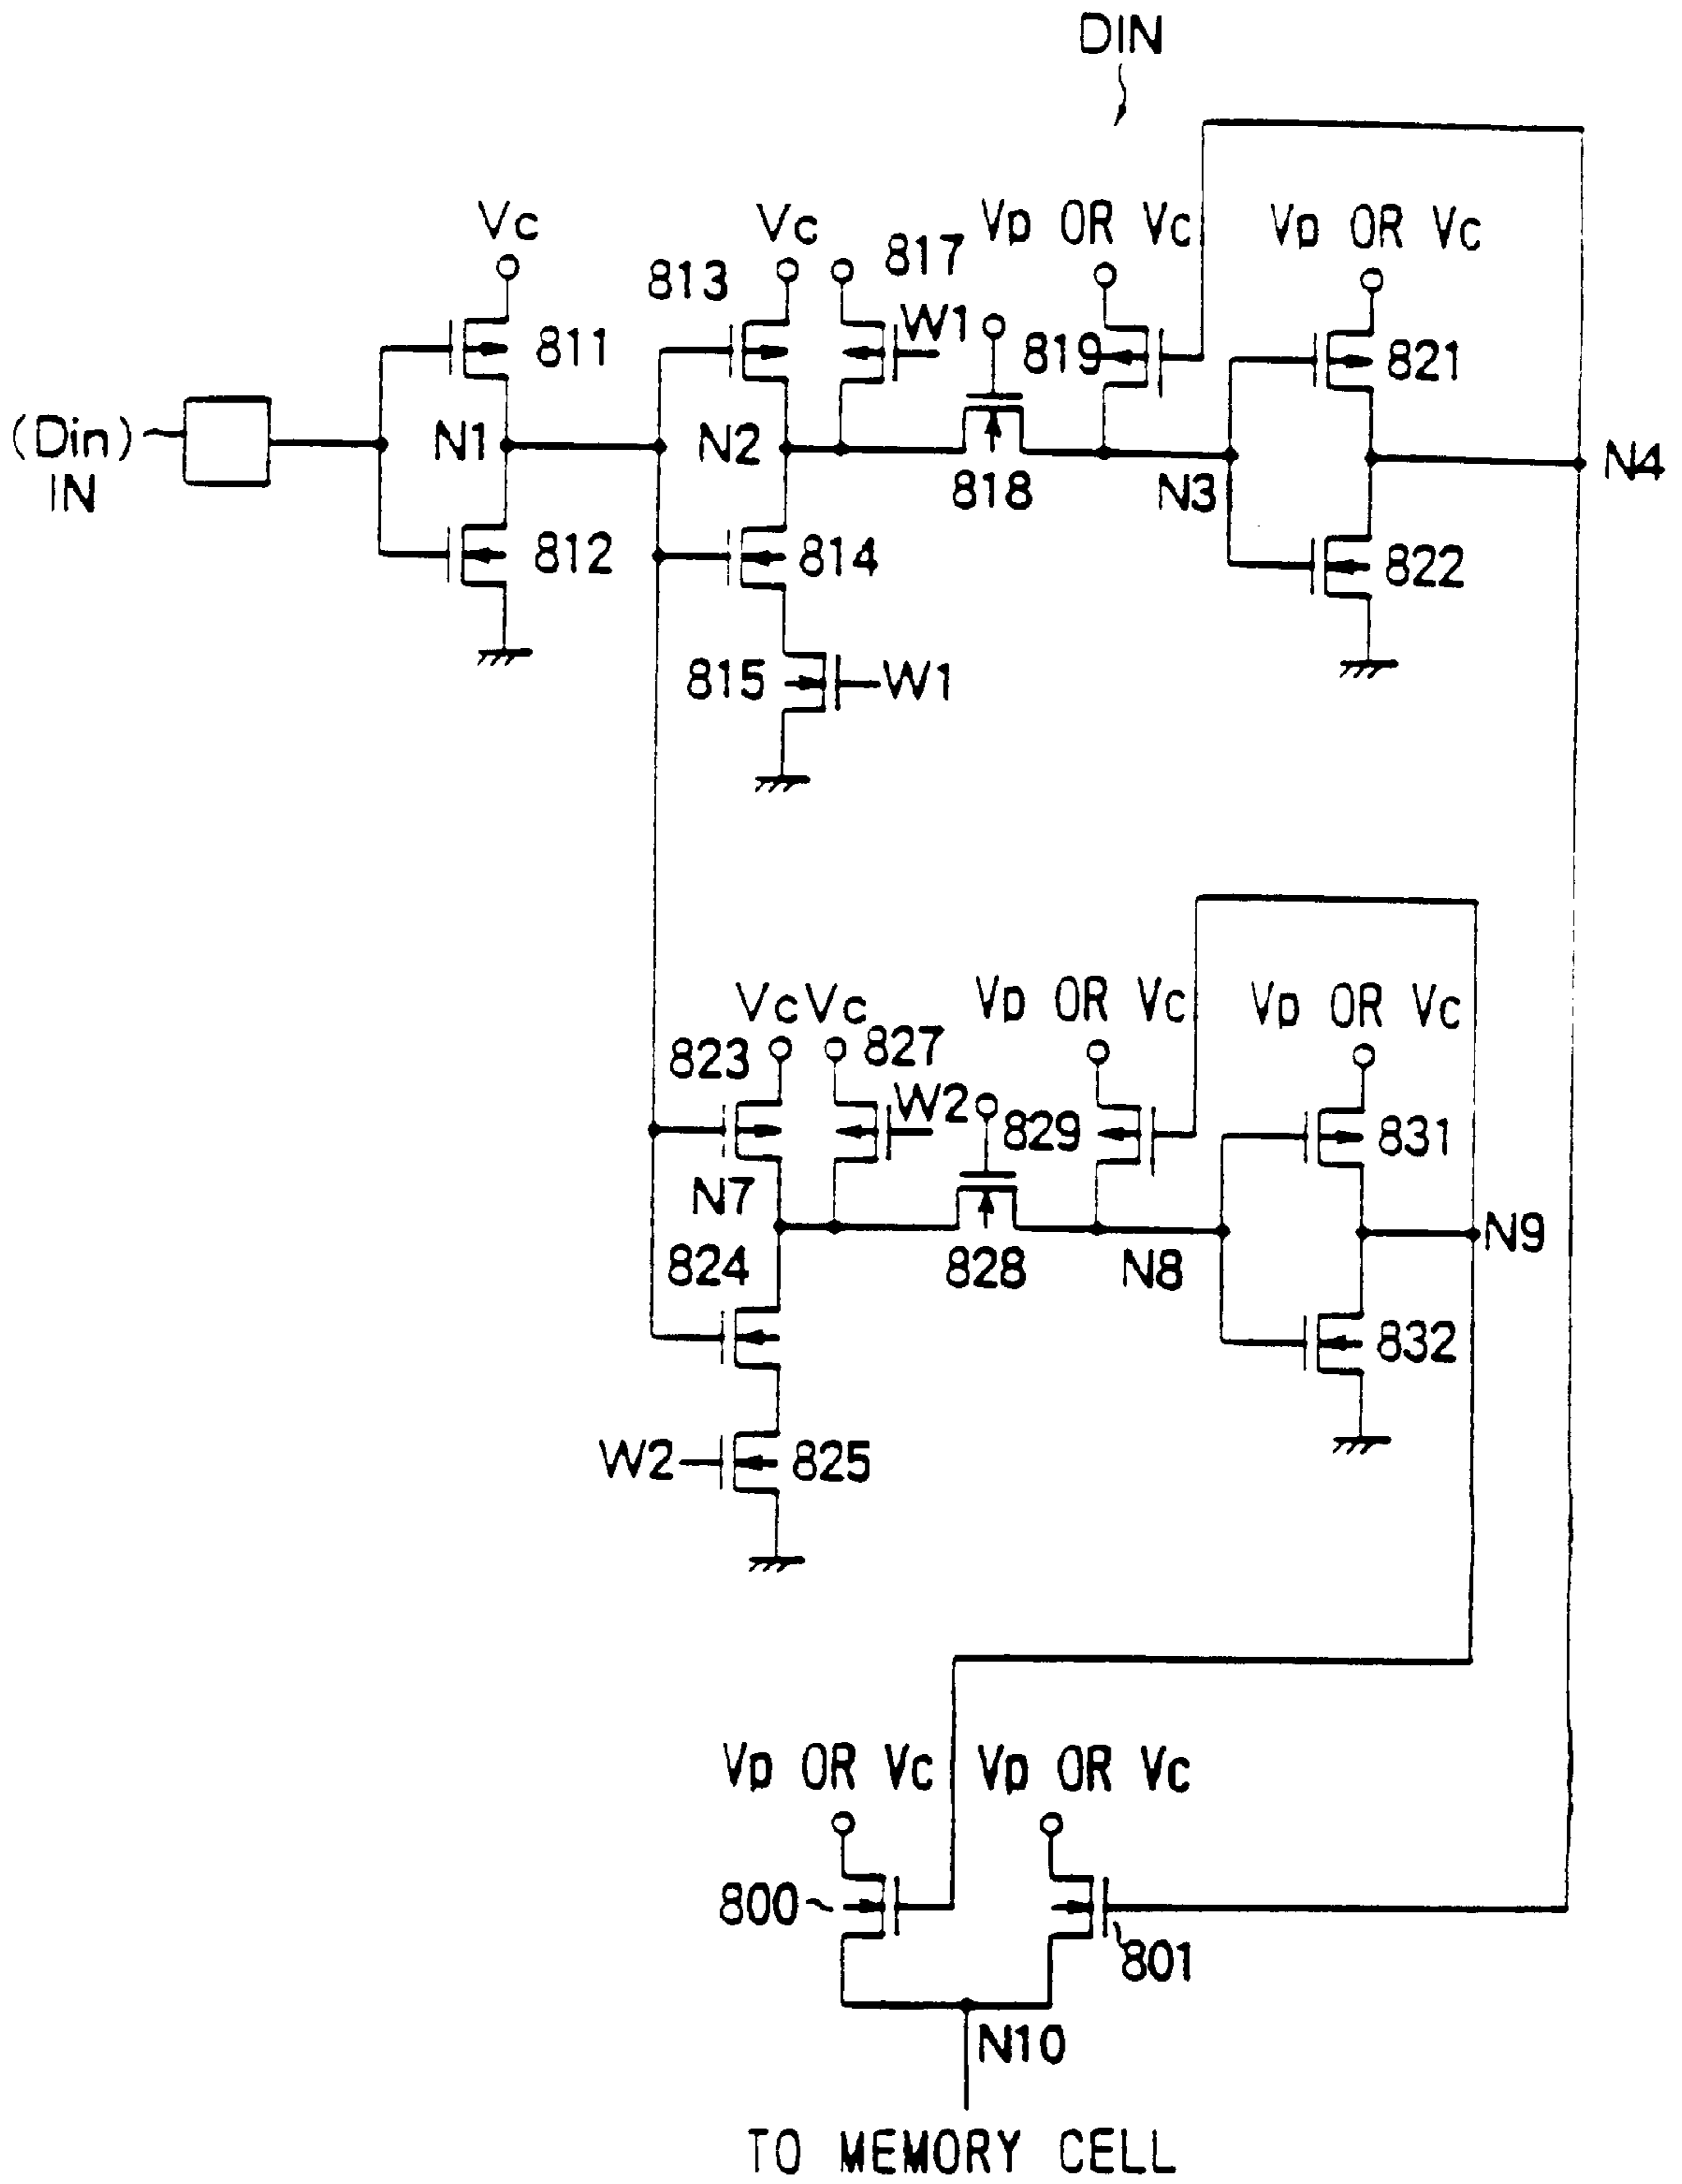 DIN
Vc
Vc
817
Vp OR Vc
Vp OR Vc
813
W1
811
819
821
(Din)
IN
N1
N2
818
N3
N4
812
814
822
815
W1
Vc
Vc
827
Vp OR Vc
Vp OR Vc
823
W2
829
831
N7
824
828
N8
N9
832
W2
825
Vp OR Vc
Vp OR Vc
800
801
N10
TO MEMORY CELL